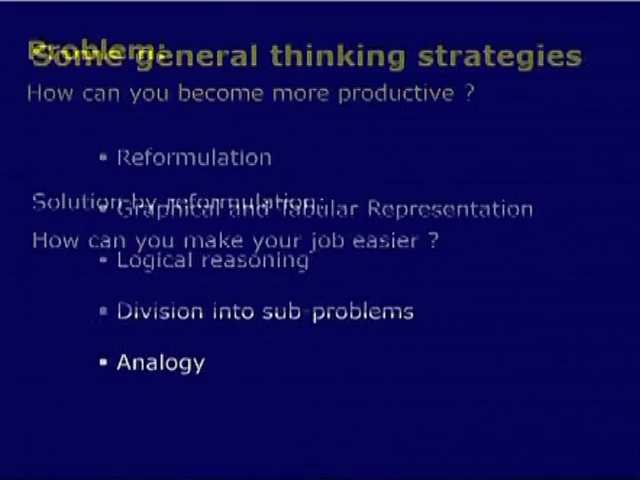 Problem:
Some general thinking strategies
How can you become more productive ?
▪ Reformulation
Solution by reformulation:
▪ Graphical and Tabular Representation
How can you make your job easier ?
▪ Logical reasoning
▪ Division into sub-problems
▪ Analogy